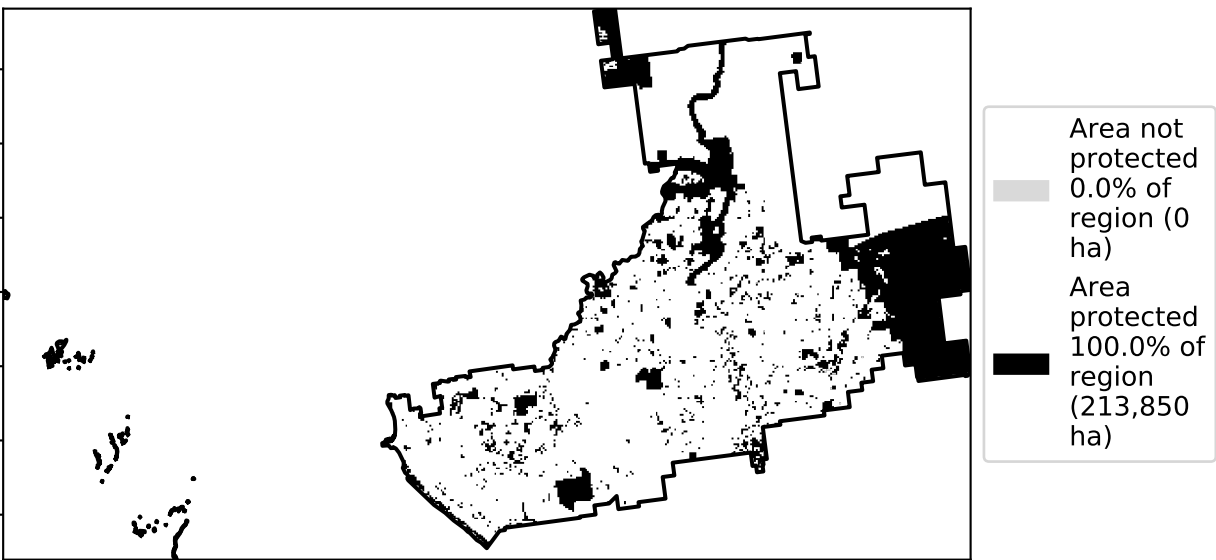 Area not
protected
0.0% of
region (0
ha)
Area
protected
100.0% of
region
(213,850
ha)